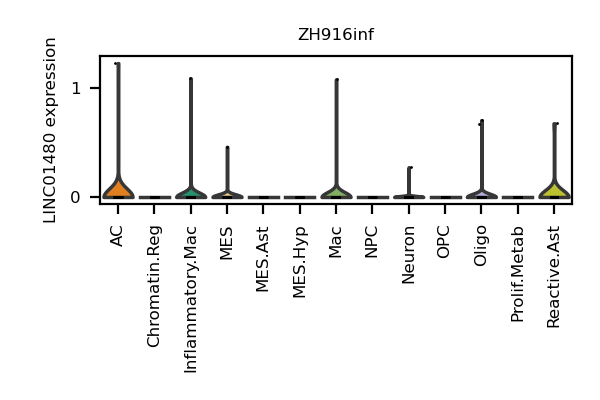 ZH916inf
LINC01480 expression
1
0
AC
Chromatin.Reg
Inflammatory.Mac
MES
MES.Ast
MES.Hyp
Mac
NPC
Neuron
OPC
Oligo
Prolif.Metab
Reactive.Ast